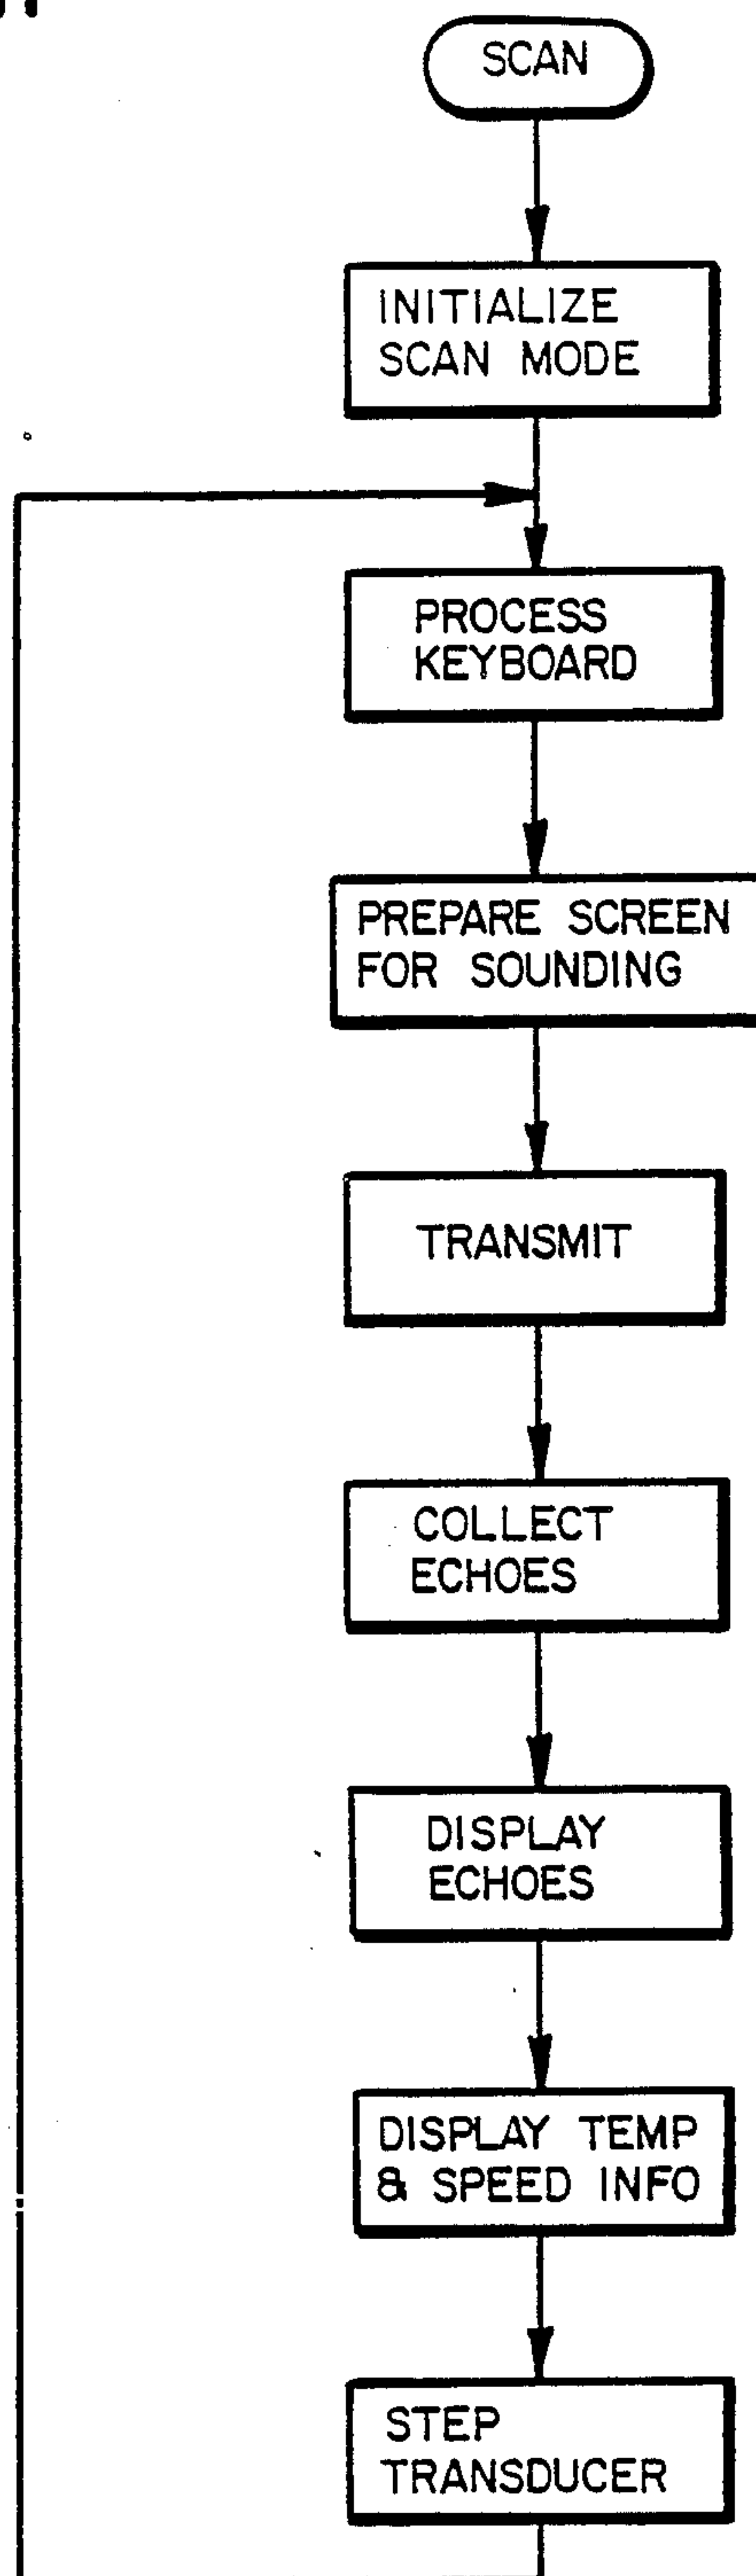 SCAN
INITIALIZE
SCAN MODE
PROCESS
KEYBOARD
PREPARE SCREEN
FOR SOUNDING
TRANSMIT
COLLECT
ECHOES
DISPLAY
ECHOES
DISPLAY TEMP
& SPEED INFO
STEP
TRANSDUCER